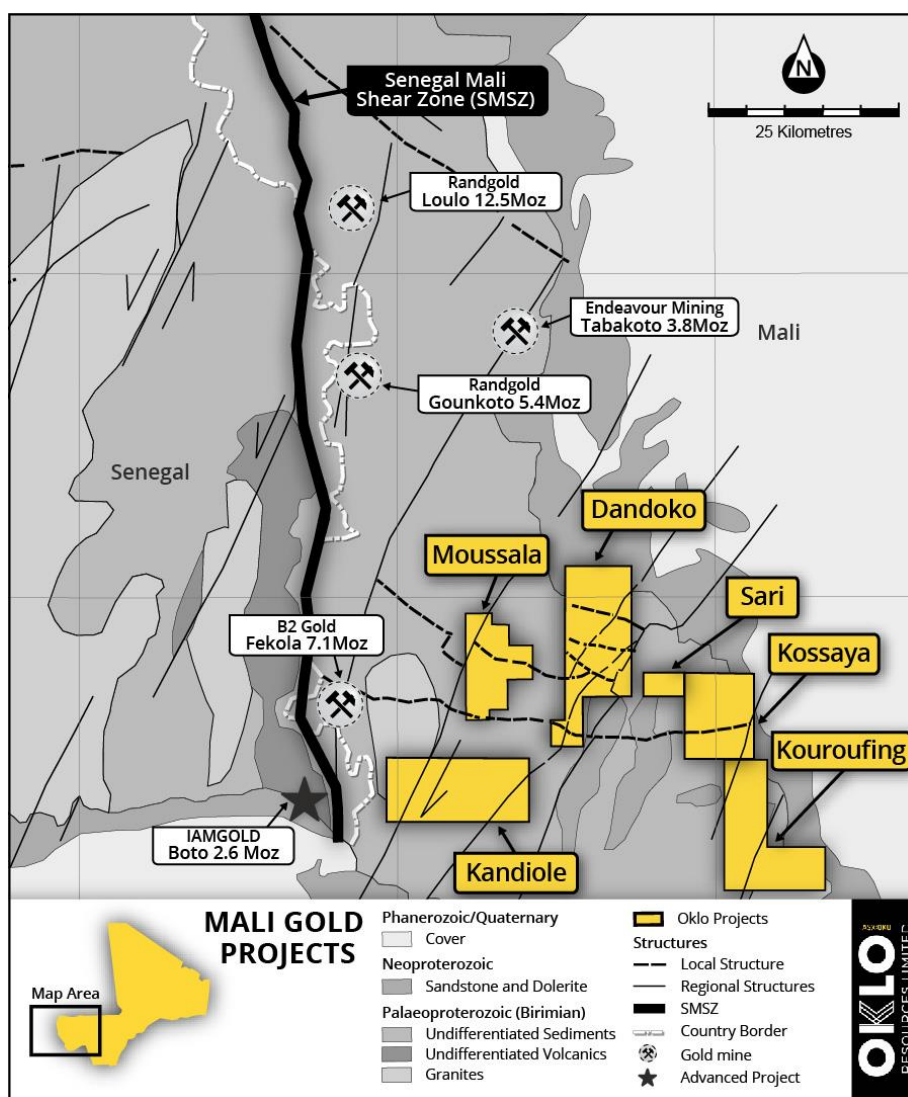 Senegal Mali
Shear Zone (SMSZ)
N
25 Kilometres
Randgold
Loulo 12.5Moz
Endeavour Mining
Tabakoto 3.8Moz
Mali
Randgold
Gounkoto 5.4Moz
Senegal
Dandoko
Moussala
Sari
B2 Gold
Fekola 7.1Moz
Kossaya
Kouroufing
IAMGOLD
Boto 2.6 Moz
Kandiole
MALI GOLD
PROJECTS
Map Area
Phanerozoic/Quaternary
Cover
Neoproterozoic
Sandstone and Dolerite
Palaeoproterozoic (Birimian)
Undifferentiated Sediments
Undifferentiated Volcanics
Granites
Oklo Projects
Structures
Local Structure
Regional Structures
SMSZ
Country Border
Gold mine
Advanced Project
OKLO
RESOURCES LIMITED